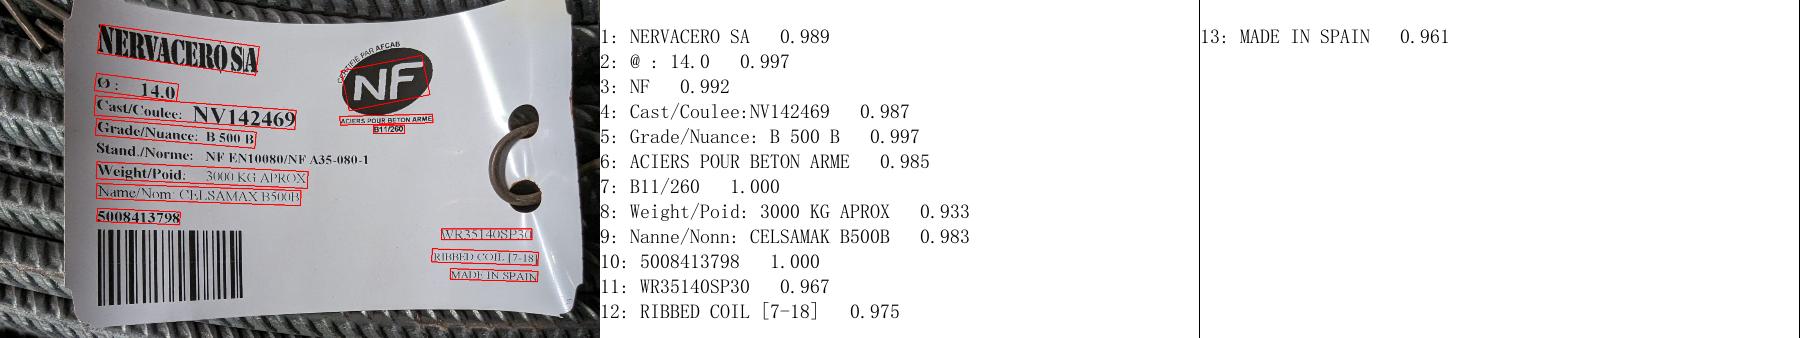 NERVACERO SA
CERTIFIÉ PAR AFCAB
NF
ACIERS POUR BETON ARME
B11/260
Ø : 14.0
Cast/Coulee: NV142469
Grade/Nuance: B 500 B
Stand./Norme: NF EN10080/NF A35-080-1
Weight/Poid: 3000 KG APROX
Name/Nom: CELSAMAX B500B
5008413798
WR35140SP30
RIBBED COIL [7-18]
MADE IN SPAIN
1: NERVACERO SA 0.989
2: @ : 14.0 0.997
3: NF 0.992
4: Cast/Coulee:NV142469 0.987
5: Grade/Nuance: B 500 B 0.997
6: ACIERS POUR BETON ARME 0.985
7: B11/260 1.000
8: Weight/Poid: 3000 KG APROX 0.933
9: Nanne/Nonn: CELSAMAK B500B 0.983
10: 5008413798 1.000
11: WR35140SP30 0.967
12: RIBBED COIL [7-18] 0.975
13: MADE IN SPAIN 0.961